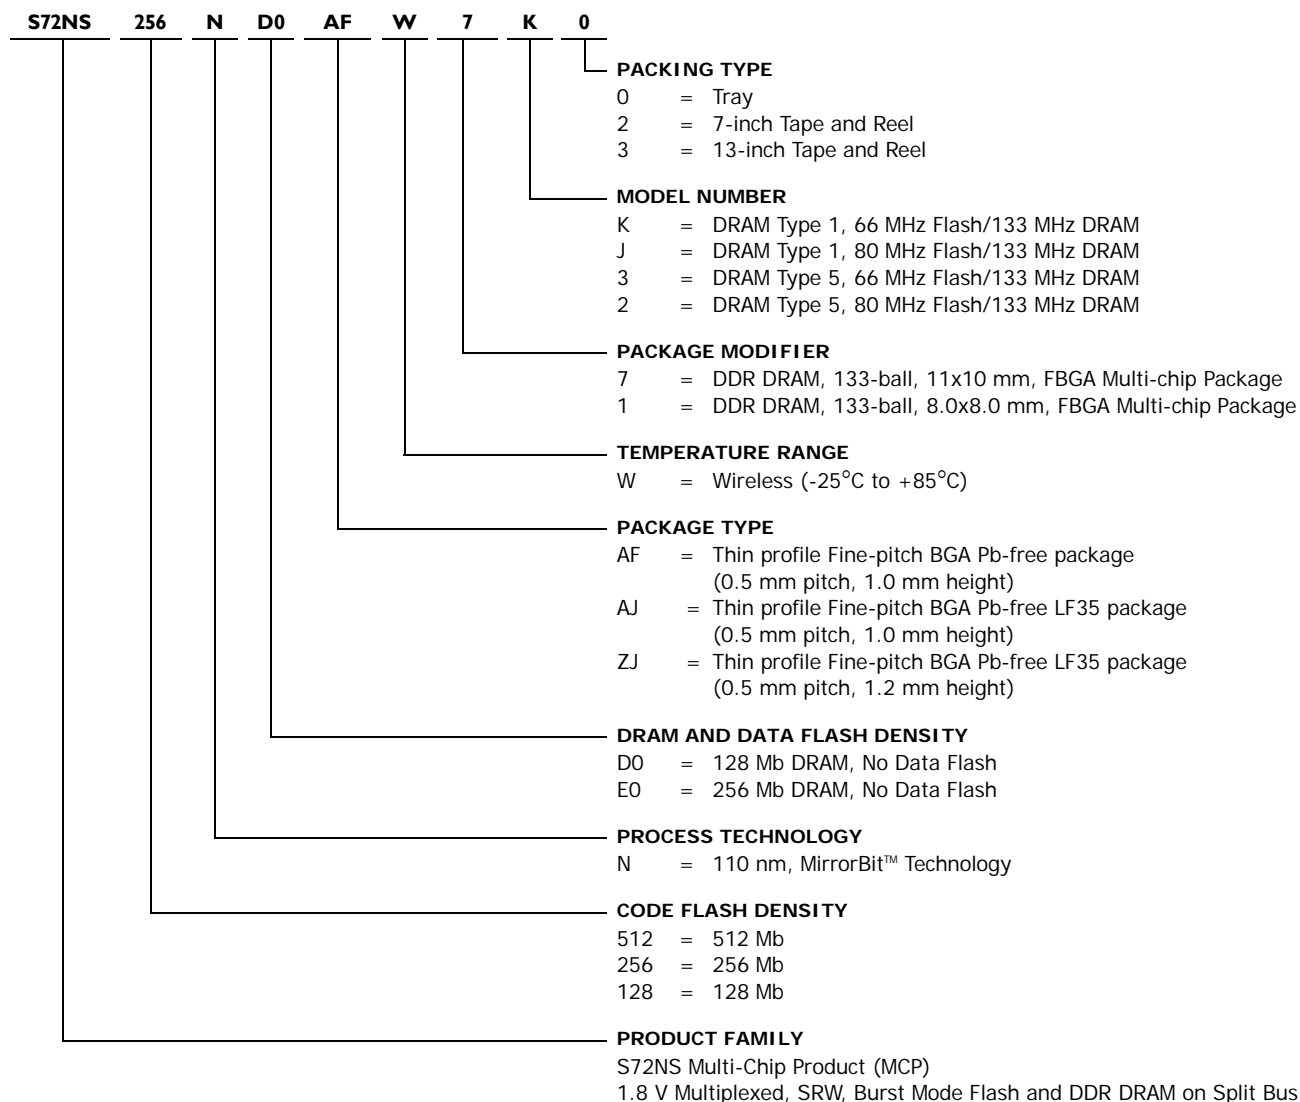 S72NS 256 N D0 AF W 7 K 0
PACKING TYPE
0 = Tray
2 = 7-inch Tape and Reel
3 = 13-inch Tape and Reel
MODEL NUMBER
K = DRAM Type 1, 66 MHz Flash/133 MHz DRAM
J = DRAM Type 1, 80 MHz Flash/133 MHz DRAM
3 = DRAM Type 5, 66 MHz Flash/133 MHz DRAM
2 = DRAM Type 5, 80 MHz Flash/133 MHz DRAM
PACKAGE MODIFIER
7 = DDR DRAM, 133-ball, 11x10 mm, FBGA Multi-chip Package
1 = DDR DRAM, 133-ball, 8.0x8.0 mm, FBGA Multi-chip Package
TEMPERATURE RANGE
W = Wireless (-25°C to +85°C)
PACKAGE TYPE
AF = Thin profile Fine-pitch BGA Pb-free package
(0.5 mm pitch, 1.0 mm height)
AJ = Thin profile Fine-pitch BGA Pb-free LF35 package
(0.5 mm pitch, 1.0 mm height)
ZJ = Thin profile Fine-pitch BGA Pb-free LF35 package
(0.5 mm pitch, 1.2 mm height)
DRAM AND DATA FLASH DENSITY
D0 = 128 Mb DRAM, No Data Flash
E0 = 256 Mb DRAM, No Data Flash
PROCESS TECHNOLOGY
N = 110 nm, MirrorBit™ Technology
CODE FLASH DENSITY
512 = 512 Mb
256 = 256 Mb
128 = 128 Mb
PRODUCT FAMILY
S72NS Multi-Chip Product (MCP)
1.8 V Multiplexed, SRW, Burst Mode Flash and DDR DRAM on Split Bus